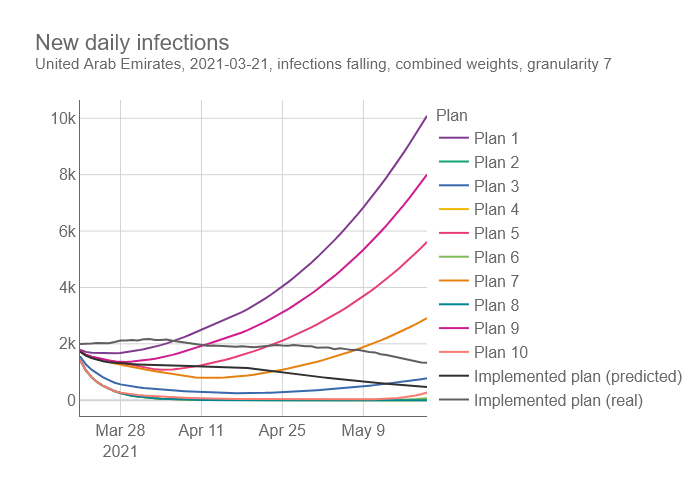 New daily infections
United Arab Emirates, 2021-03-21, infections falling, combined weights, granularity 7
Plan
10k
8k
6k
4k
2k
0
Plan 1
Plan 2
Plan 3
Plan 4
Plan 5
Plan 6
Plan 7
Plan 8
Plan 9
Plan 10
Implemented plan (predicted)
Implemented plan (real)
Mar 28 Apr 11 Apr 25 May 9
2021